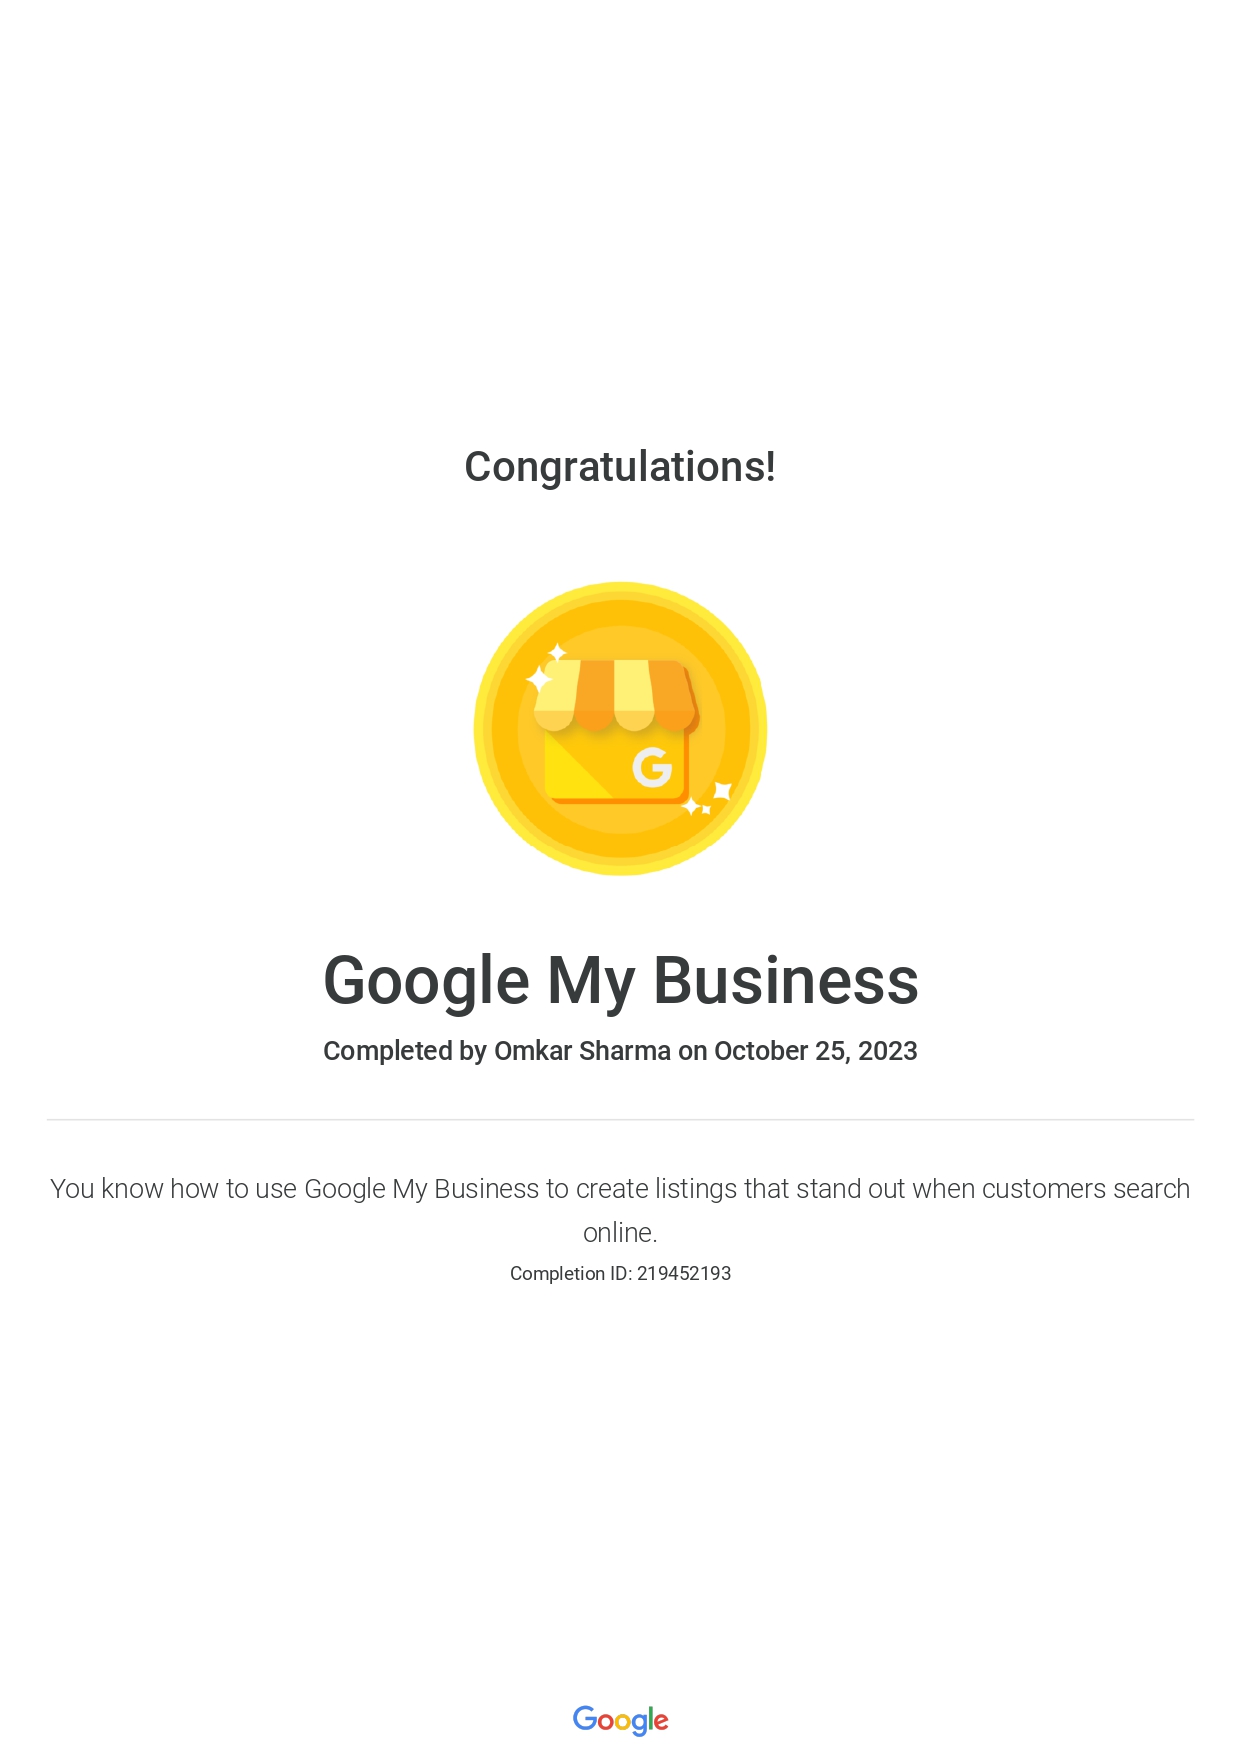 Congratulations!
G
Google My Business
Completed by Omkar Sharma on October 25, 2023
You know how to use Google My Business to create listings that stand out when customers search
online.
Completion ID: 219452193
Google